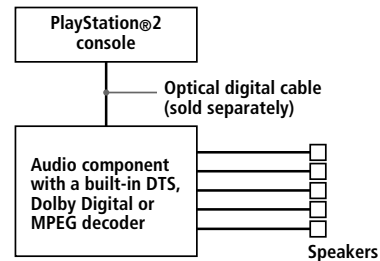 PlayStation®2
console
Optical digital cable
(sold separately)
Audio component
with a built-in DTS,
Dolby Digital or
MPEG decoder
Speakers